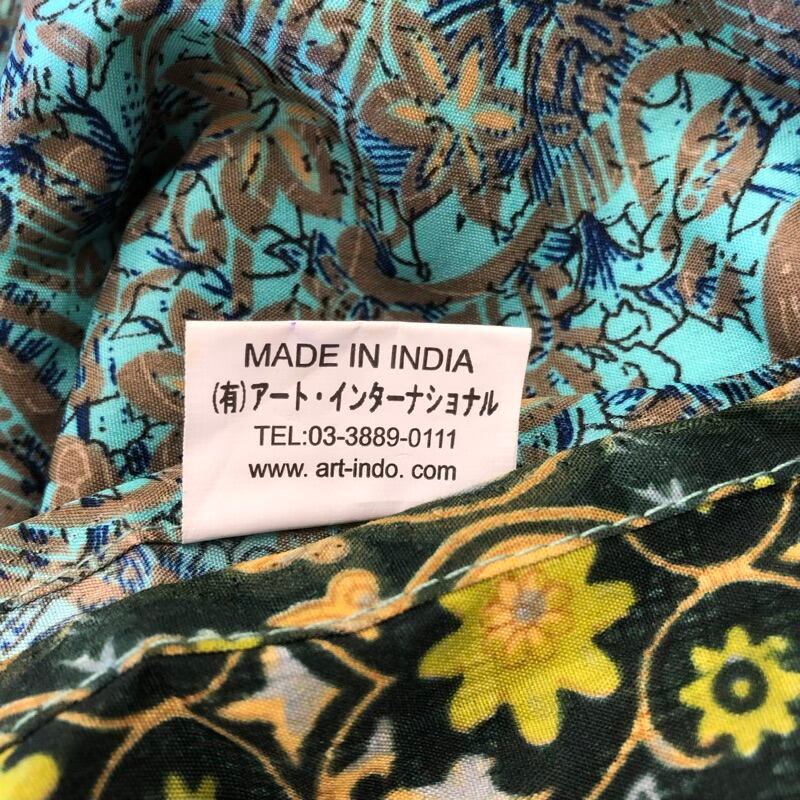 MADE IN INDIA
(有)アート・インターナショナル
TEL:03-3889-0111
www. art-indo. com